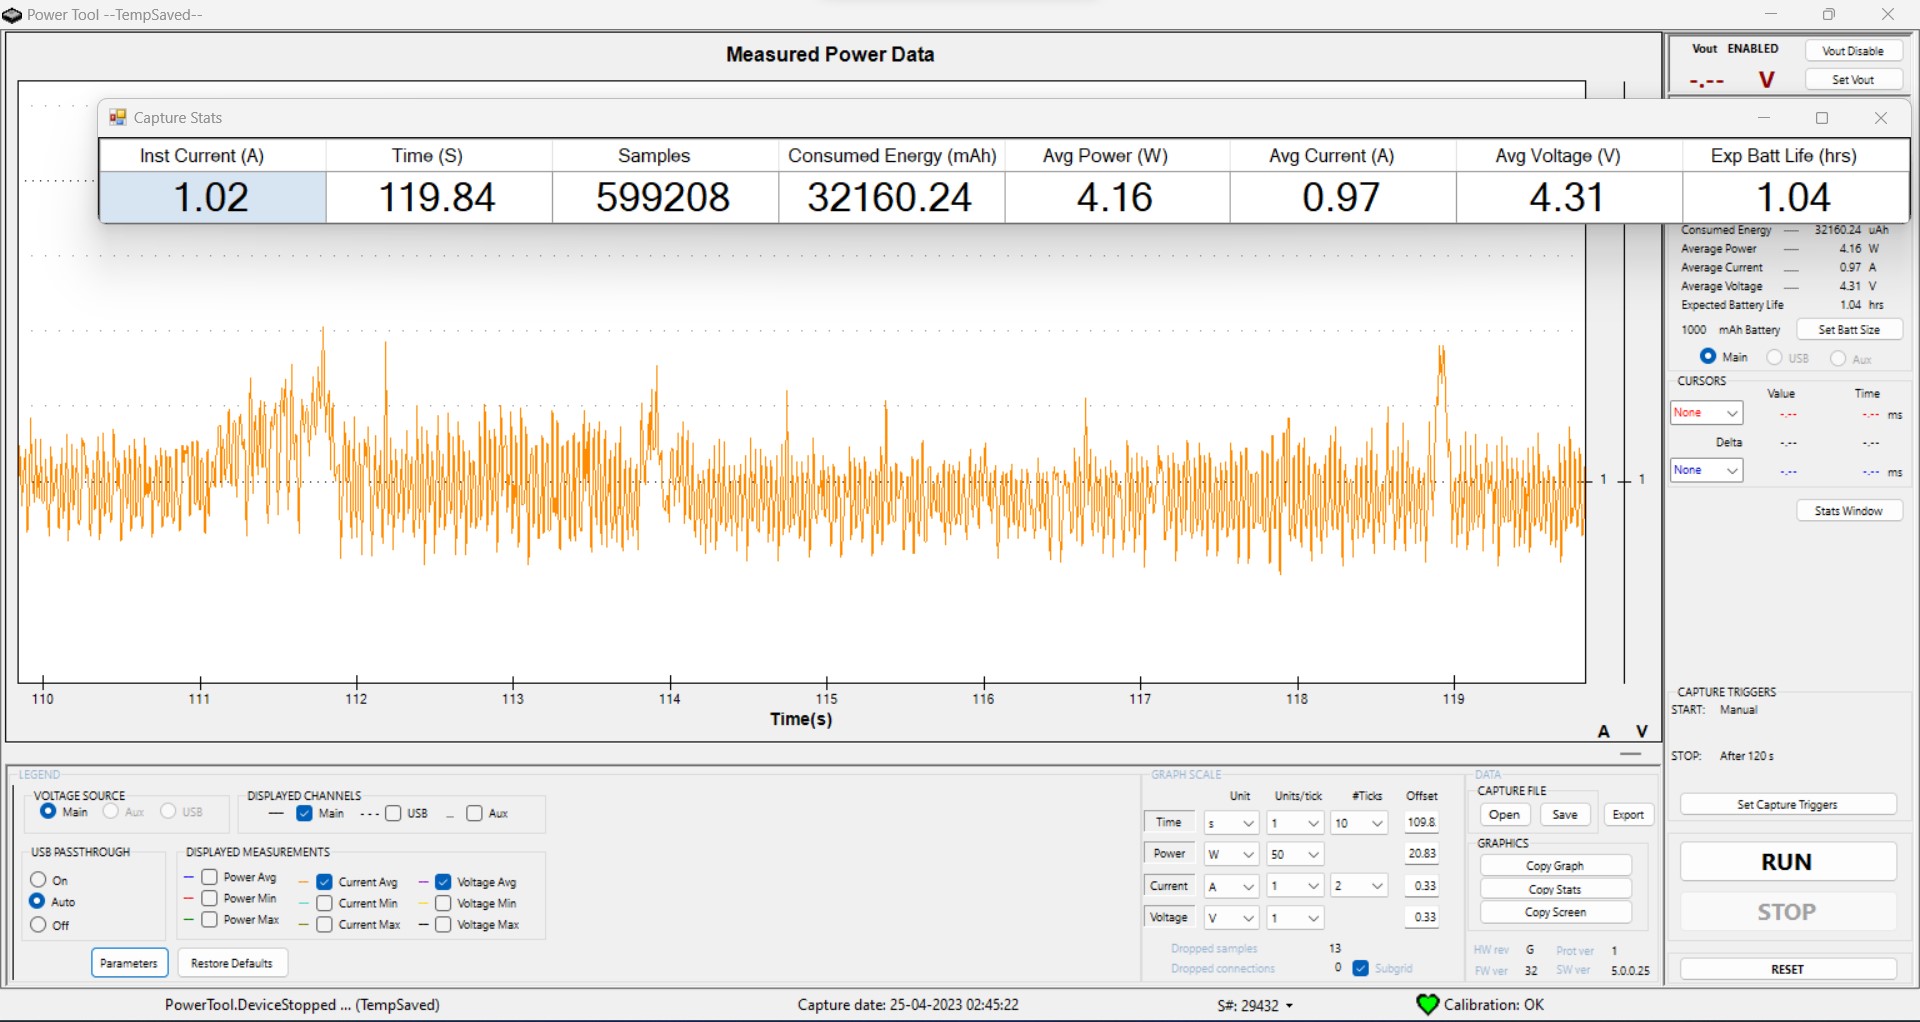 Power Tool --TempSaved--
Measured Power Data
Vout ENABLED
Vout Disable
-.-- V
Set Vout
Capture Stats
Inst Current (A) Time (S) Samples Consumed Energy (mAh) Avg Power (W) Avg Current (A) Avg Voltage (V) Exp Batt Life (hrs)
1.02 119.84 599208 32160.24 4.16 0.97 4.31 1.04
Consumed Energy 32160.24 uAh
Average Power 4.16 W
Average Current 0.97 A
Average Voltage 4.31 V
Expected Battery Life 1.04 hrs
1000 mAh Battery Set Batt Size
Main USB Aux
CURSORS
Value Time
None -.-- -.-- ms
Delta -.-- -.--
None -.-- -.-- ms
Stats Window
1 1
110 111 112 113 114 115 116 117 118 119
Time(s)
A V
CAPTURE TRIGGERS
START: Manual
STOP: After 120 s
Set Capture Triggers
RUN
STOP
RESET
LEGEND
VOLTAGE SOURCE
Main Aux USB
DISPLAYED CHANNELS
Main USB Aux
USB PASSTHROUGH
On
Auto
Off
DISPLAYED MEASUREMENTS
Power Avg Current Avg Voltage Avg
Power Min Current Min Voltage Min
Power Max Current Max Voltage Max
Parameters Restore Defaults
GRAPH SCALE
Unit Units/tick #Ticks Offset
Time s 1 10 109.8
Power W 50 20.83
Current A 1 2 0.33
Voltage V 1 0.33
Dropped samples 13
Dropped connections 0 Subgrid
DATA
CAPTURE FILE
Open Save Export
GRAPHICS
Copy Graph
Copy Stats
Copy Screen
HW rev G Prot ver 1
FW ver 32 SW ver 5.0.0.25
PowerTool.DeviceStopped ... (TempSaved) Capture date: 25-04-2023 02:45:22 S#: 29432 Calibration: OK